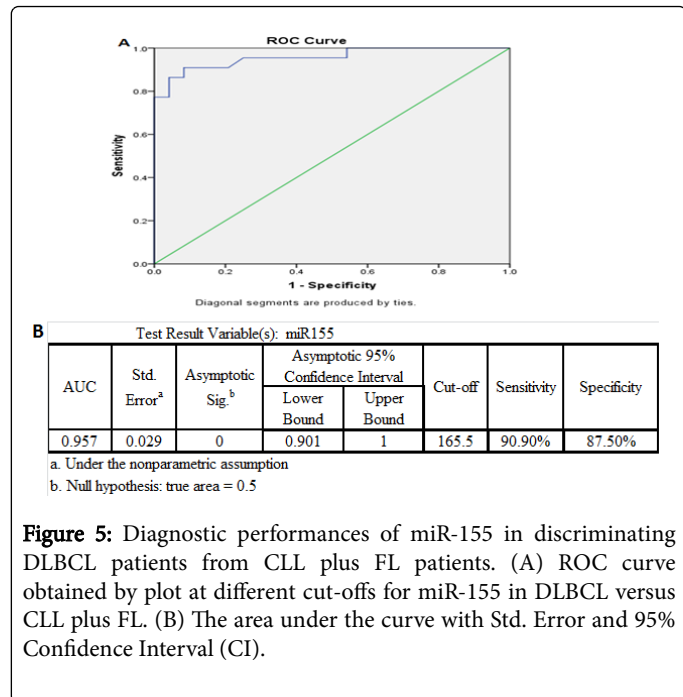 A
ROC Curve
1.0
0.8
0.6
0.4
0.2
0.0
Sensitivity
0.0 0.2 0.4 0.6 0.8 1.0
1 - Specificity
Diagonal segments are produced by ties.
B
Test Result Variable(s): miR155
AUC Std. Error^a Asymptotic Sig.^b Asymptotic 95% Confidence Interval Cut-off Sensitivity Specificity
Lower Bound Upper Bound
0.957 0.029 0 0.901 1 165.5 90.90% 87.50%
a. Under the nonparametric assumption
b. Null hypothesis: true area = 0.5
Figure 5: Diagnostic performances of miR-155 in discriminating
DLBCL patients from CLL plus FL patients. (A) ROC curve
obtained by plot at different cut-offs for miR-155 in DLBCL versus
CLL plus FL. (B) The area under the curve with Std. Error and 95%
Confidence Interval (CI).